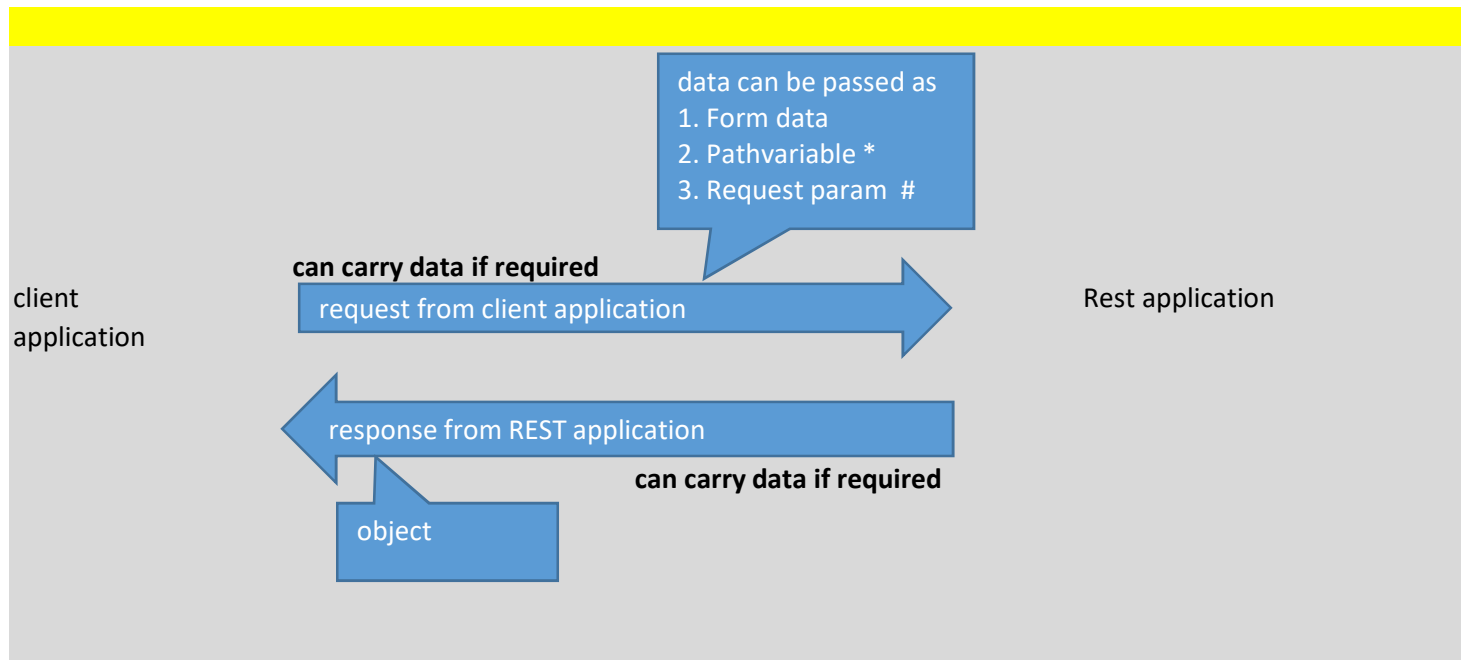 data can be passed as
1. Form data
2. Pathvariable *
3. Request param #
can carry data if required
client
application
request from client application
Rest application
response from REST application
can carry data if required
object